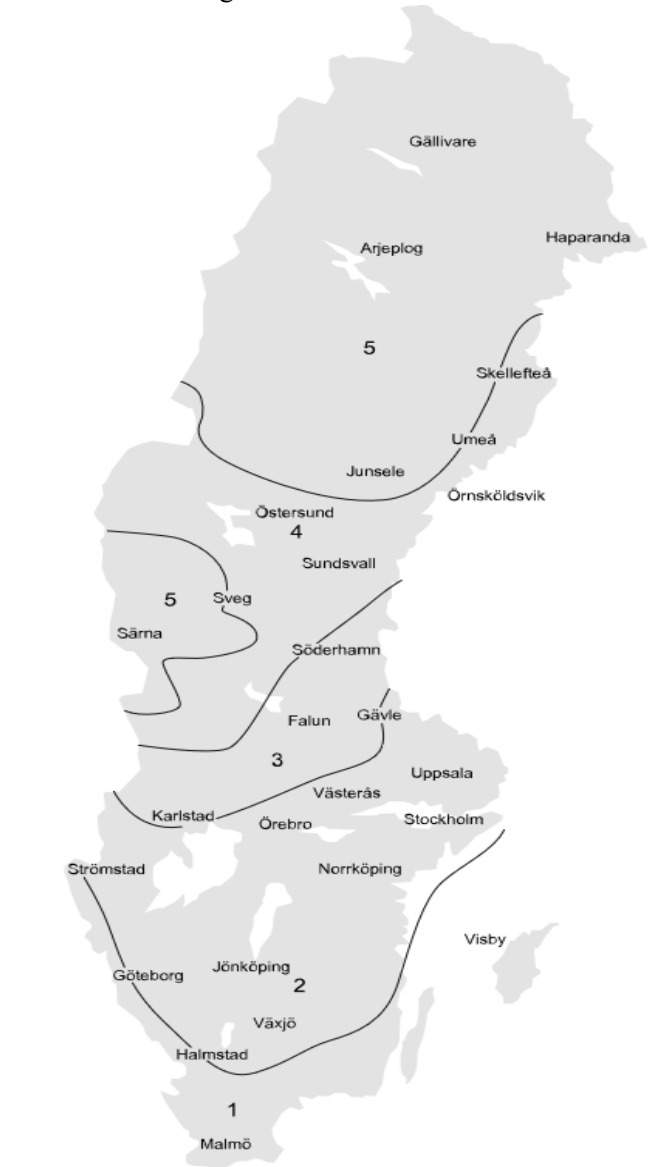 Gällivare
Haparanda
Arjeplog
5
Skellefteå
Umeå
Junsele
Örnsköldsvik
Östersund
4
Sundsvall
5
Sveg
Särna
Söderhamn
Gävle
Falun
3
Uppsala
Västerås
Karlstad
Stockholm
Örebro
Strömstad
Norrköping
Visby
Jönköping
Göteborg
2
Växjö
Halmstad
1
Malmö